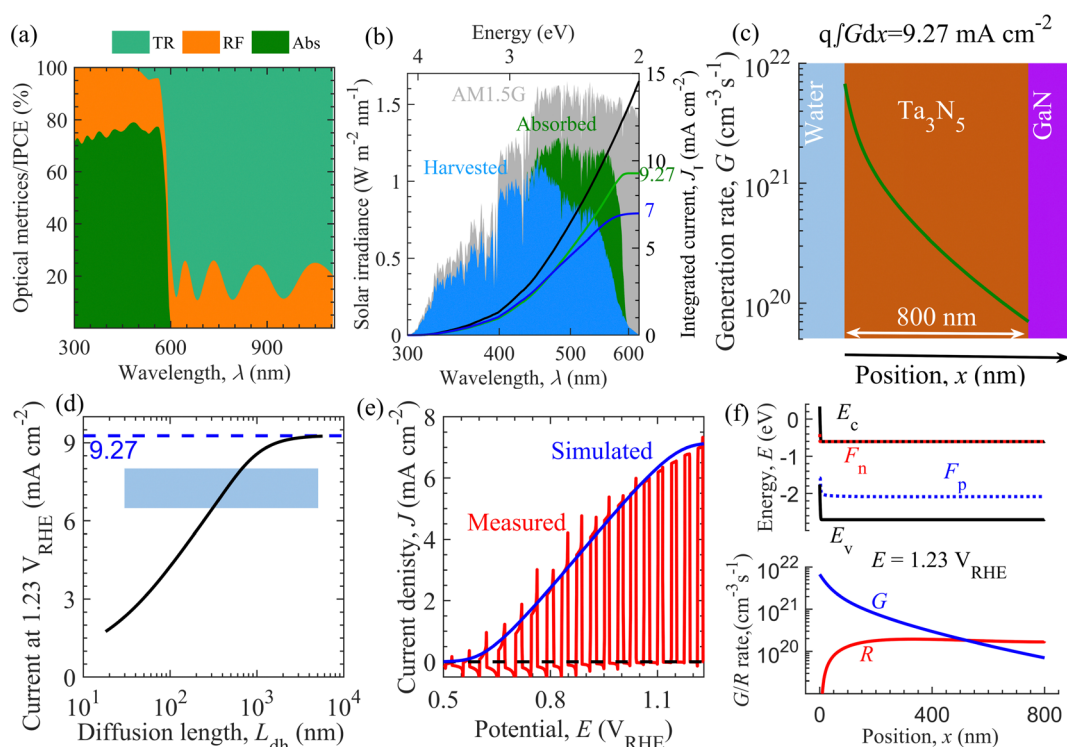 (a)
TR RF Abs
Optical metrices/IPCE (%)
100
80
60
40
20
300 600 900
Wavelength, λ (nm)
(b)
Energy (eV)
4 3 2
Solar irradiance (W m⁻² nm⁻¹)
1.5
1
0.5
0
AM1.5G
Absorbed
Harvested
9.27
7
15
10
5
0
Integrated current, J_I (mA cm⁻²)
300 400 500 600
Wavelength, λ (nm)
(c)
q∫Gdx=9.27 mA cm⁻²
Generation rate, G (cm⁻³ s⁻¹)
10²²
10²¹
10²⁰
Water
Ta₃N₅
GaN
800 nm
Position, x (nm)
(d)
Current at 1.23 V_RHE (mA cm⁻²)
9
6
3
0
9.27
10¹ 10² 10³ 10⁴
Diffusion length, L_dh (nm)
(e)
Current density, J (mA cm⁻²)
8
6
4
2
0
Simulated
Measured
0.5 0.8 1.1
Potential, E (V_RHE)
(f)
Energy, E (eV)
0
-1
-2
E_c
F_n
F_p
E_v
E = 1.23 V_RHE
G/R rate,(cm⁻³ s⁻¹)
10²²
10²¹
10²⁰
G
R
0 400 800
Position, x (nm)